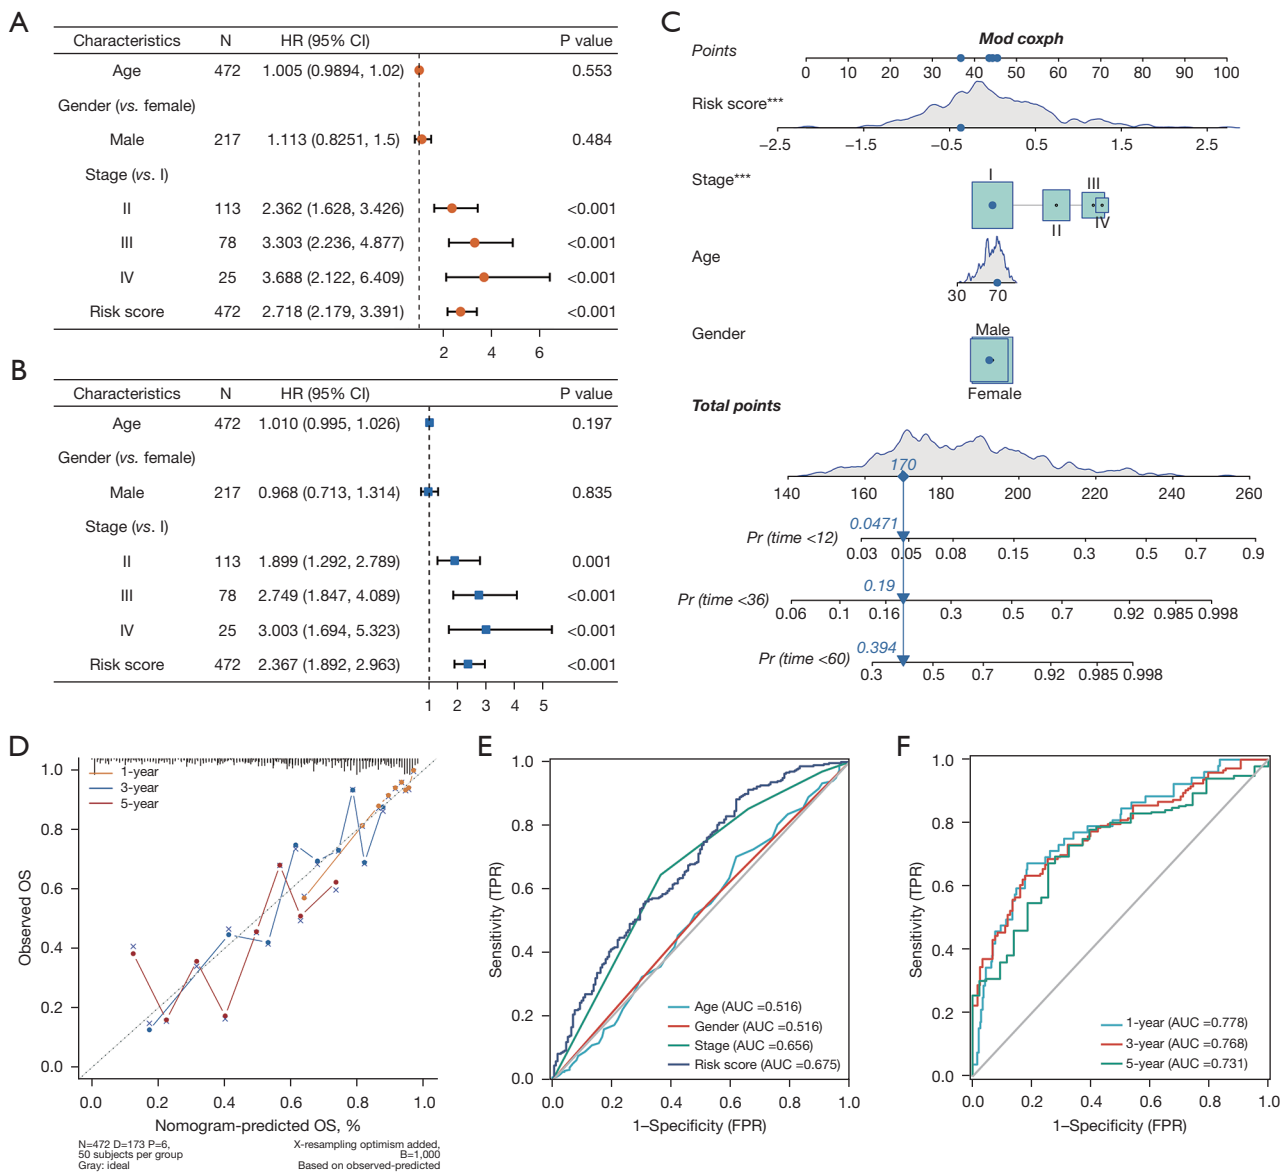 A
Characteristics N HR (95% CI) P value
Age 472 1.005 (0.9894, 1.02) 0.553
Gender (vs. female)
Male 217 1.113 (0.8251, 1.5) 0.484
Stage (vs. I)
II 113 2.362 (1.628, 3.426) <0.001
III 78 3.303 (2.236, 4.877) <0.001
IV 25 3.688 (2.122, 6.409) <0.001
Risk score 472 2.718 (2.179, 3.391) <0.001
2 4 6
B
Characteristics N HR (95% CI) P value
Age 472 1.010 (0.995, 1.026) 0.197
Gender (vs. female)
Male 217 0.968 (0.713, 1.314) 0.835
Stage (vs. I)
II 113 1.899 (1.292, 2.789) 0.001
III 78 2.749 (1.847, 4.089) <0.001
IV 25 3.003 (1.694, 5.323) <0.001
Risk score 472 2.367 (1.892, 2.963) <0.001
1 2 3 4 5
C
Mod coxph
Points
0 10 20 30 40 50 60 70 80 90 100
Risk score***
−2.5 −1.5 −0.5 0.5 1.5 2.5
Stage***
I
III
II
IV
Age
30 70
Gender
Male
Female
Total points
170
140 160 180 200 220 240 260
0.0471
Pr (time <12)
0.03 0.05 0.08 0.15 0.3 0.5 0.7 0.9
0.19
Pr (time <36)
0.06 0.1 0.16 0.3 0.5 0.7 0.92 0.985 0.998
0.394
Pr (time <60)
0.3 0.5 0.7 0.92 0.985 0.998
D
1-year
3-year
5-year
1.0
0.8
0.6
0.4
0.2
0.0
Observed OS
0.0 0.2 0.4 0.6 0.8 1.0
Nomogram-predicted OS, %
N=472 D=173 P=6,
50 subjects per group
Gray: ideal
X-resampling optimism added,
B=1,000
Based on observed-predicted
E
1.0
0.8
0.6
0.4
0.2
0.0
Sensitivity (TPR)
Age (AUC =0.516)
Gender (AUC =0.516)
Stage (AUC =0.656)
Risk score (AUC =0.675)
0.0 0.2 0.4 0.6 0.8 1.0
1−Specificity (FPR)
F
1.0
0.8
0.6
0.4
0.2
0.0
Sensitivity (TPR)
1-year (AUC =0.778)
3-year (AUC =0.768)
5-year (AUC =0.731)
0.0 0.2 0.4 0.6 0.8 1.0
1−Specificity (FPR)